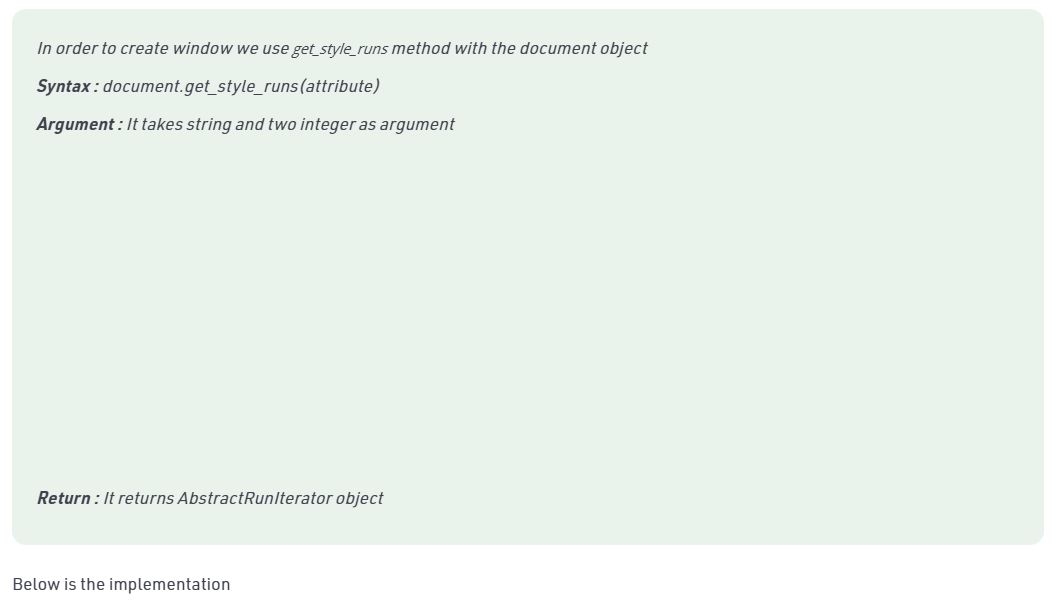 In order to create window we use get_style_runs method with the document object
Syntax : document.get_style_runs(attribute)
Argument : It takes string and two integer as argument
Return : It returns AbstractRunIterator object
Below is the implementation